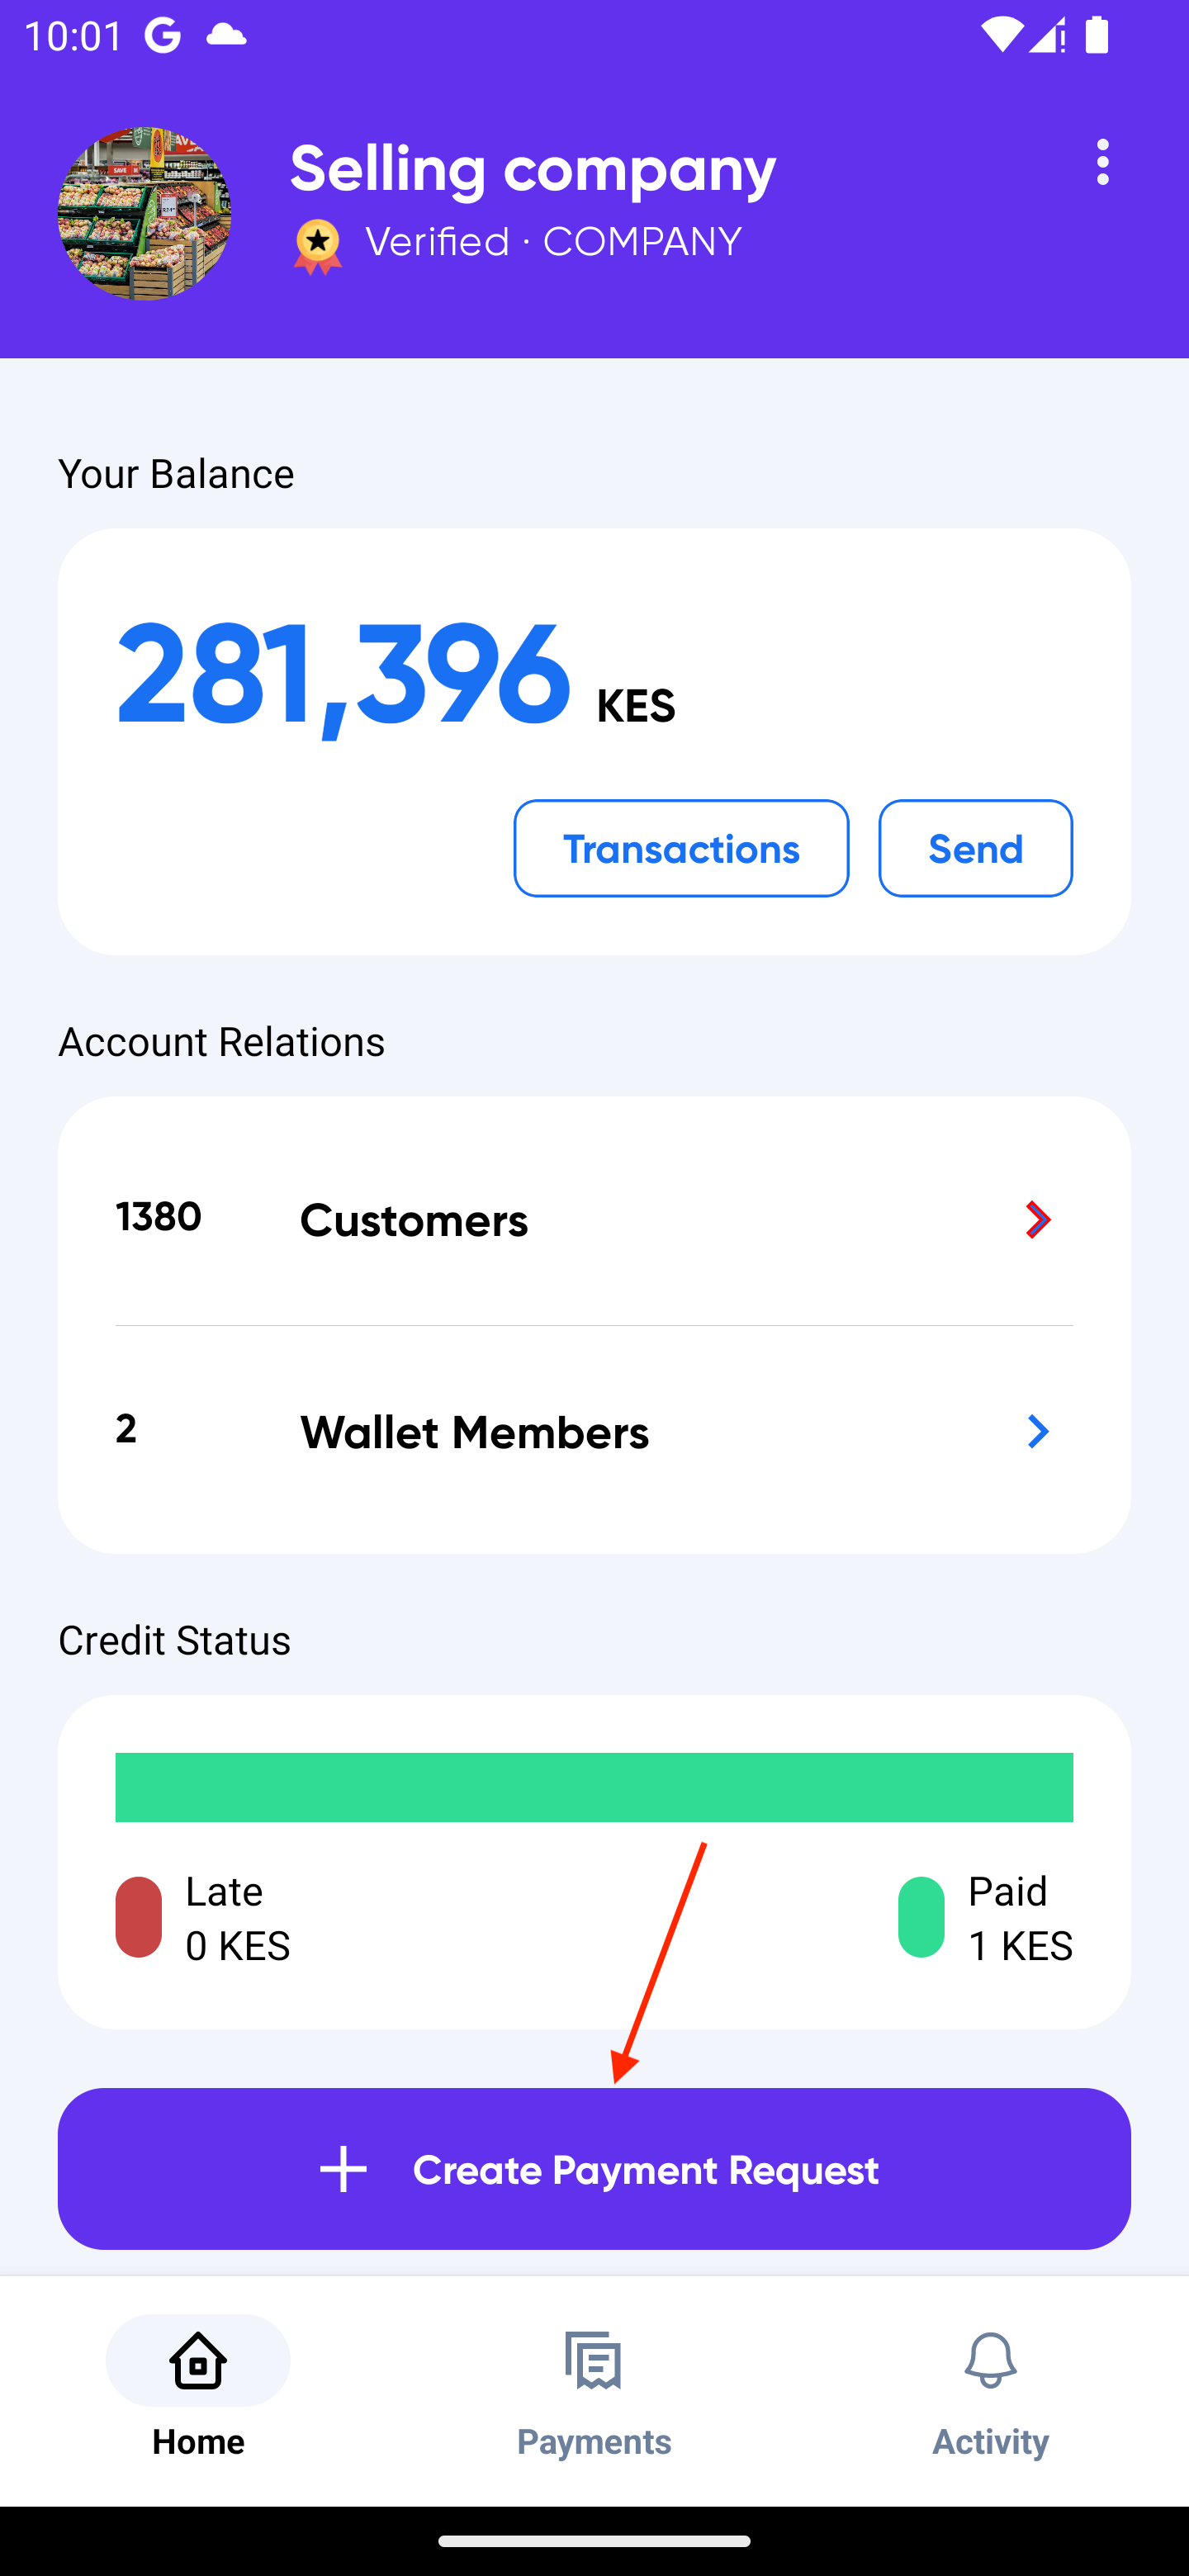 10:01
Selling company
Verified · COMPANY
Your Balance
281,396 KES
Transactions Send
Account Relations
1380 Customers
2 Wallet Members
Credit Status
Late Paid
0 KES 1 KES
Create Payment Request
Home Payments Activity